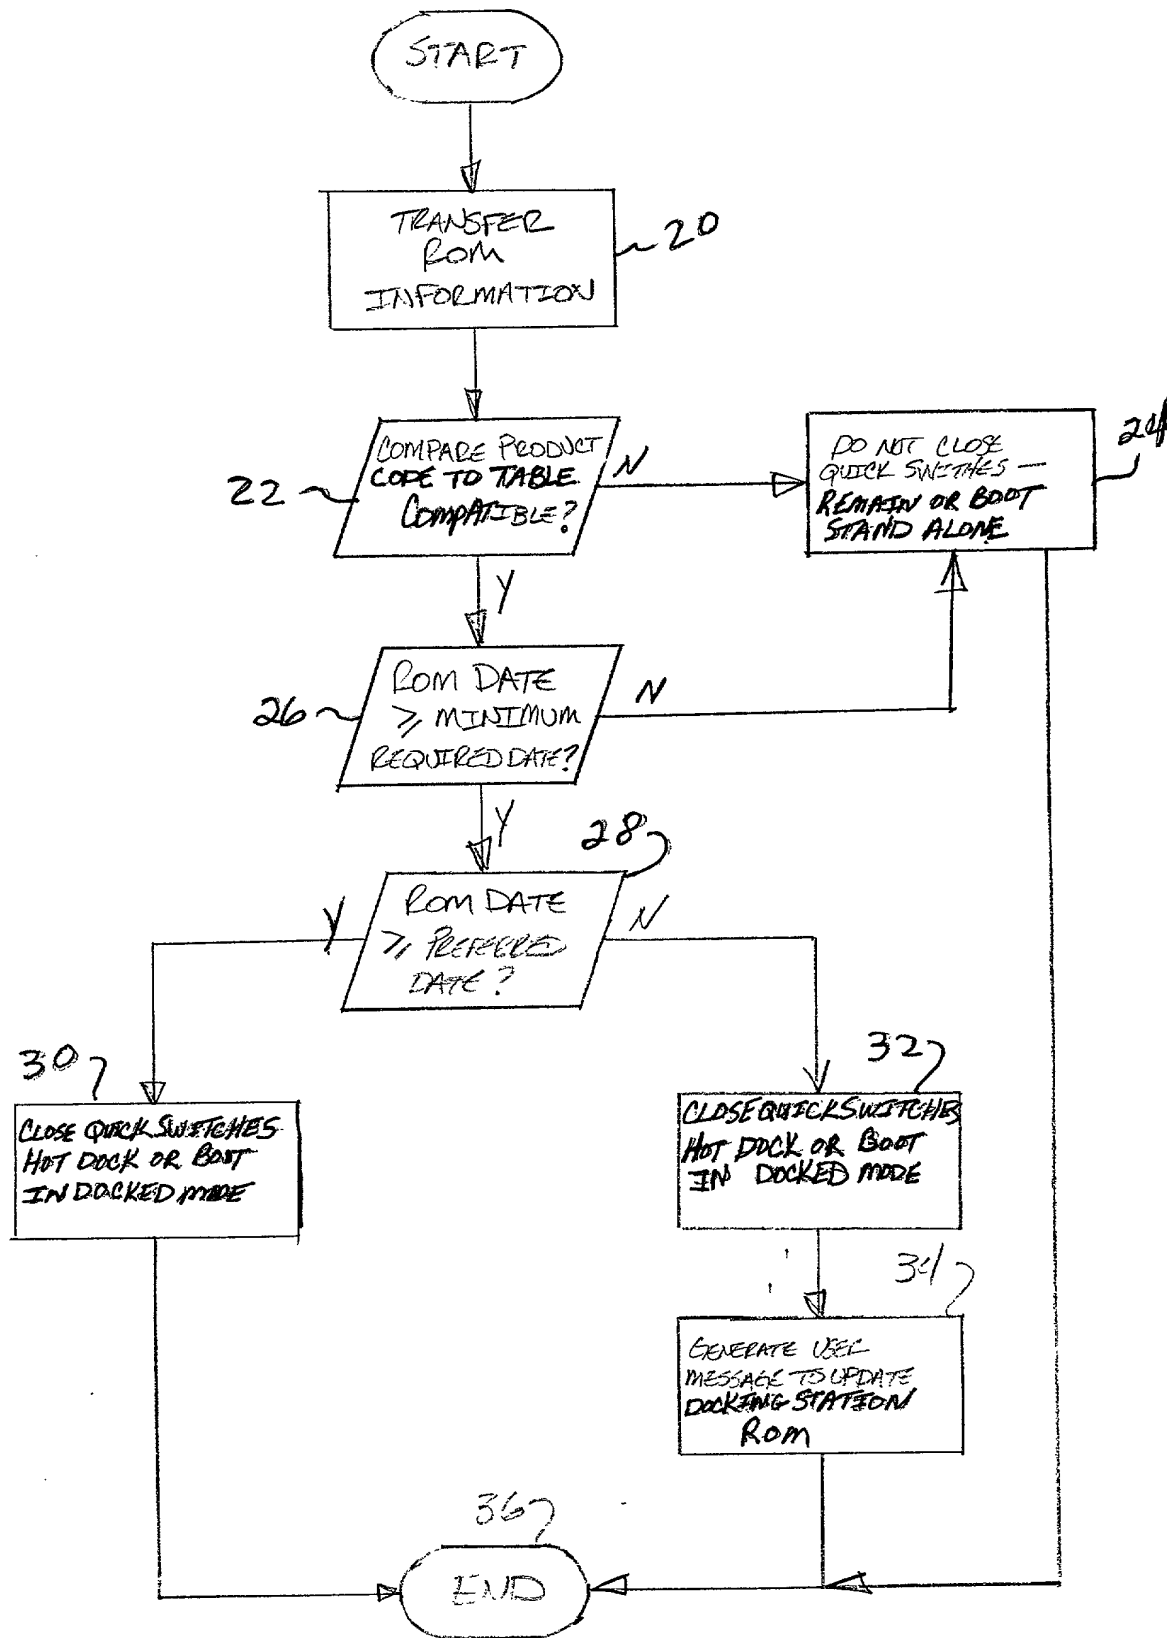 START
TRANSFER
ROM
INFORMATION
20
COMPARE PRODUCT
CODE TO TABLE
COMPATIBLE?
22
N
DO NOT CLOSE
QUICK SWITHES —
REMAIN OR BOOT
STAND ALONE
24
Y
ROM DATE
≥ MINIMUM
REQUIRED DATE?
26
N
Y
28
ROM DATE
≥ PREFERRED
DATE?
Y
N
30
CLOSE QUICK SWITCHES
HOT DOCK OR BOOT
IN DOCKED MODE
32
CLOSE QUICK SWITCHES
HOT DOCK OR BOOT
IN DOCKED MODE
34
GENERATE USER
MESSAGE TO UPDATE
DOCKING STATION
ROM
36
END